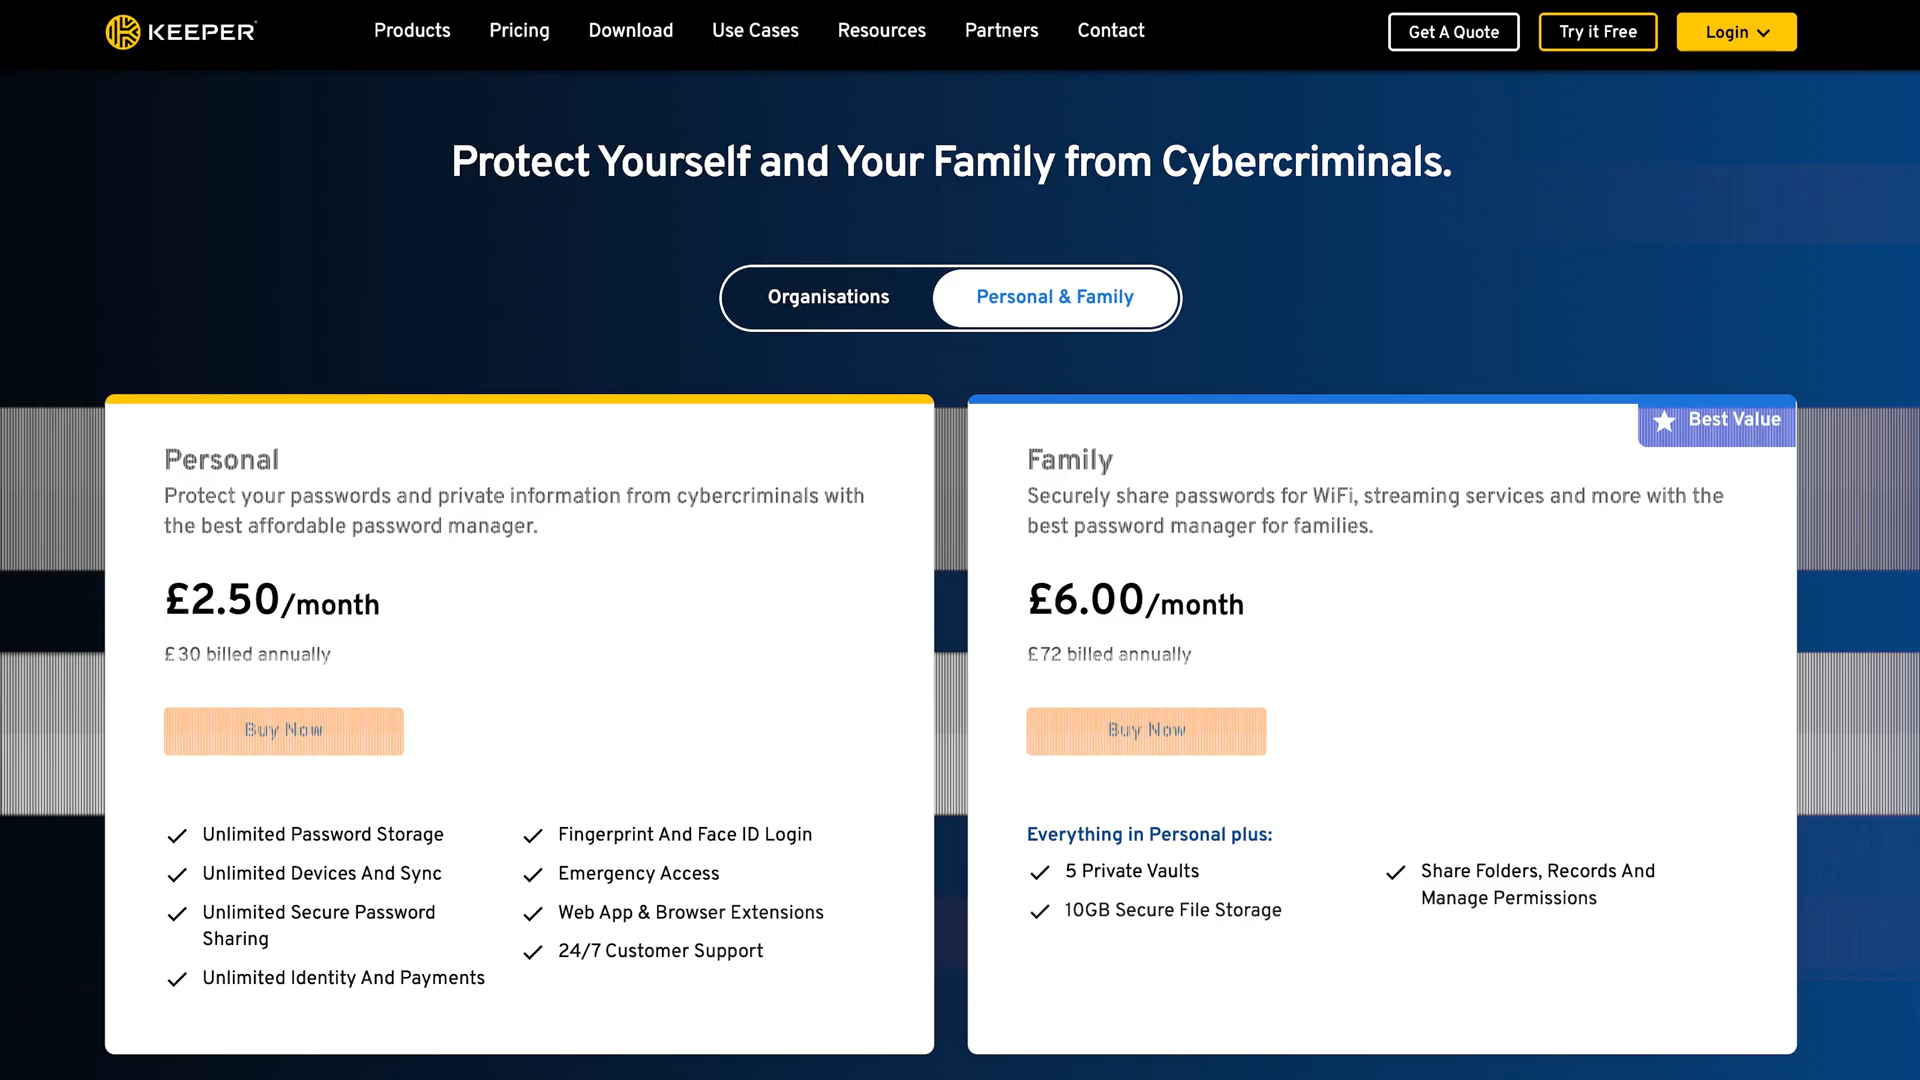 KEEPER
Products Pricing Download Use Cases Resources Partners Contact
Get A Quote Try it Free Login
Protect Yourself and Your Family from Cybercriminals.
Organisations Personal & Family
Personal
Protect your passwords and private information from cybercriminals with
the best affordable password manager.
£2.50/month
£30 billed annually
Buy Now
Unlimited Password Storage
Unlimited Devices And Sync
Unlimited Secure Password
Sharing
Unlimited Identity And Payments
Fingerprint And Face ID Login
Emergency Access
Web App & Browser Extensions
24/7 Customer Support
Best Value
Family
Securely share passwords for WiFi, streaming services and more with the
best password manager for families.
£6.00/month
£72 billed annually
Buy Now
Everything in Personal plus:
5 Private Vaults
10GB Secure File Storage
Share Folders, Records And
Manage Permissions